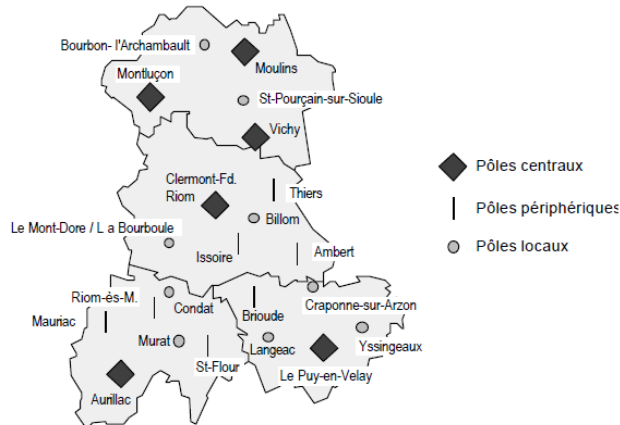 Bourbon- l'Archambault
Moulins
Montluçon
St-Pourçain-sur-Sioule
Vichy
Clermont-Fd.
Riom
Thiers
Billom
Le Mont-Dore / L a Bourboule
Issoire
Ambert
Riom-ès-M.
Condat
Mauriac
Brioude
Craponne-sur-Arzon
Murat
Langeac
Yssingeaux
St-Flour
Le Puy-en-Velay
Aurillac
Pôles centraux
Pôles périphériques
Pôles locaux